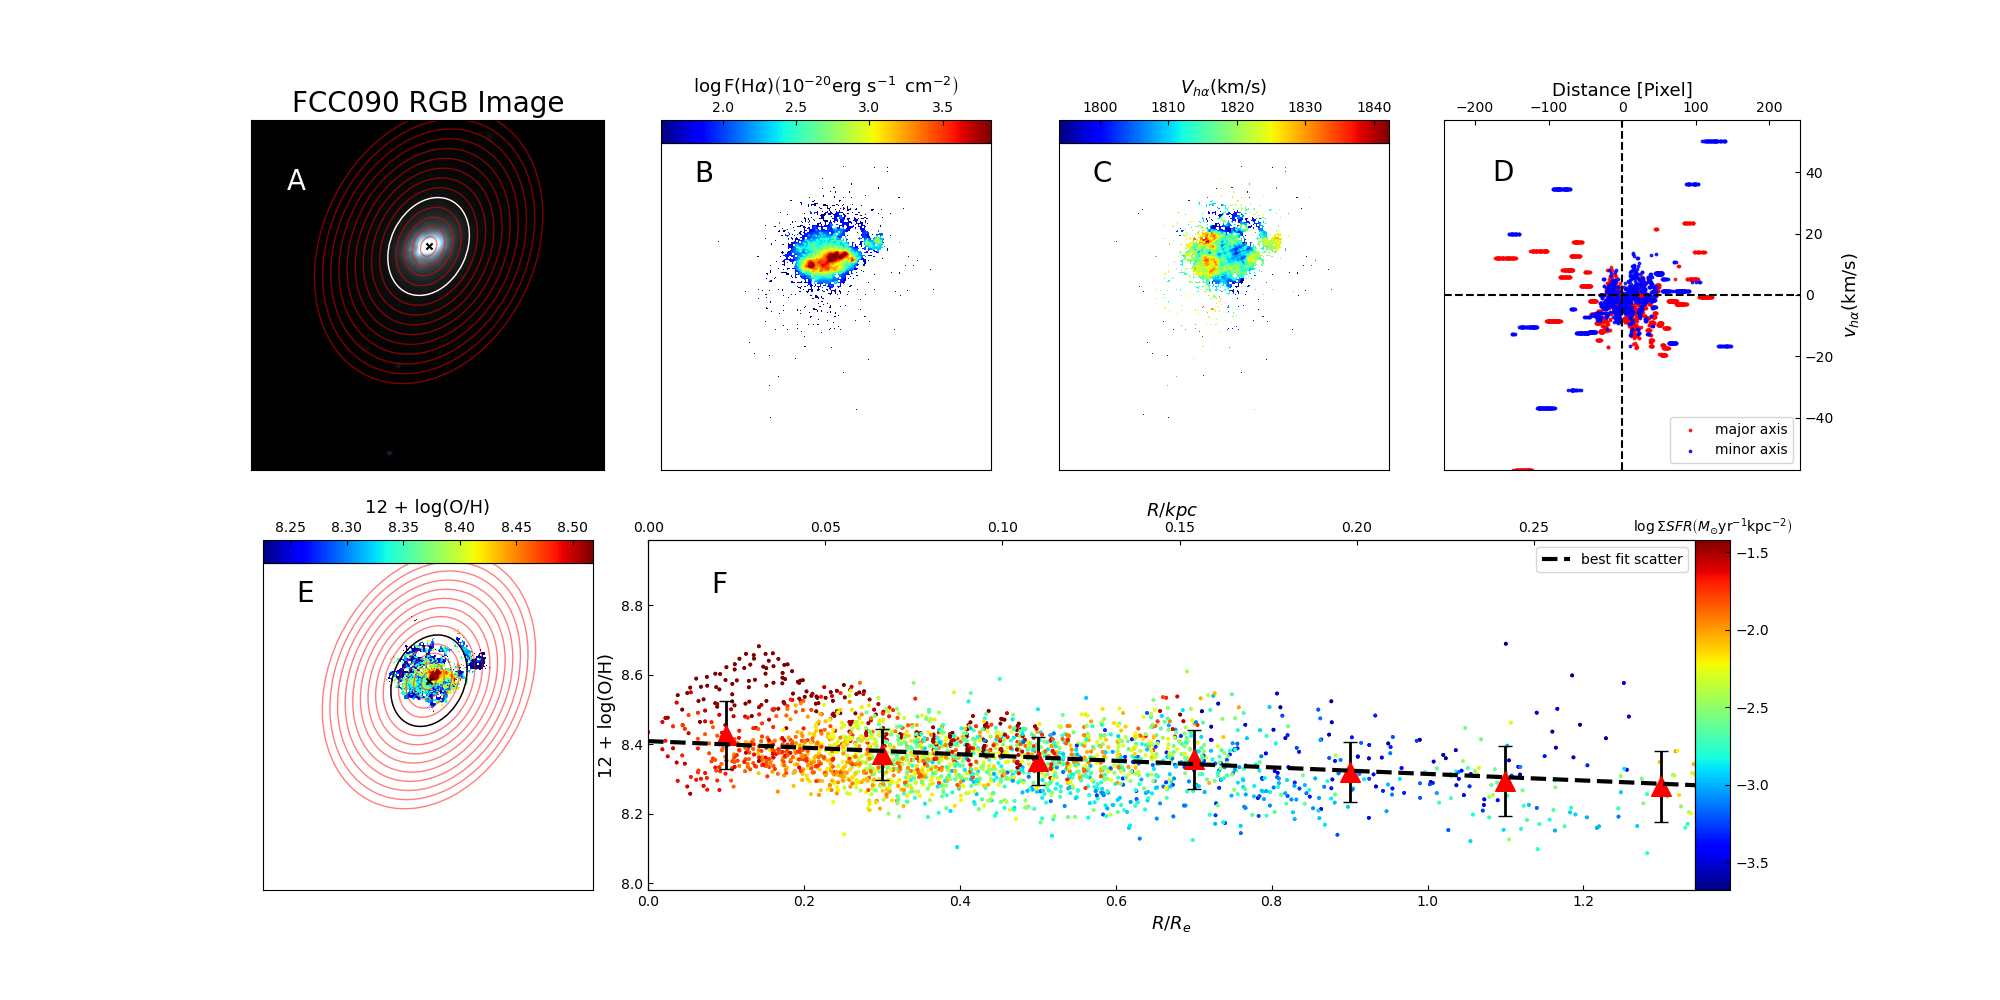 FCC090 RGB Image
A
log F(Hα)(10⁻²⁰erg s⁻¹ cm⁻²)
2.0 2.5 3.0 3.5
B
V_hα(km/s)
1800 1810 1820 1830 1840
C
Distance [Pixel]
−200 −100 0 100 200
D
40
20
0
−20
−40
v_hα(km/s)
major axis
minor axis
12 + log(O/H)
8.25 8.30 8.35 8.40 8.45 8.50
E
R/kpc
0.00 0.05 0.10 0.15 0.20 0.25
log ΣSFR(M⊙yr⁻¹kpc⁻²)
F
best fit scatter
12 + log(O/H)
8.8
8.6
8.4
8.2
8.0
0.0 0.2 0.4 0.6 0.8 1.0 1.2
R/R_e
−1.5
−2.0
−2.5
−3.0
−3.5